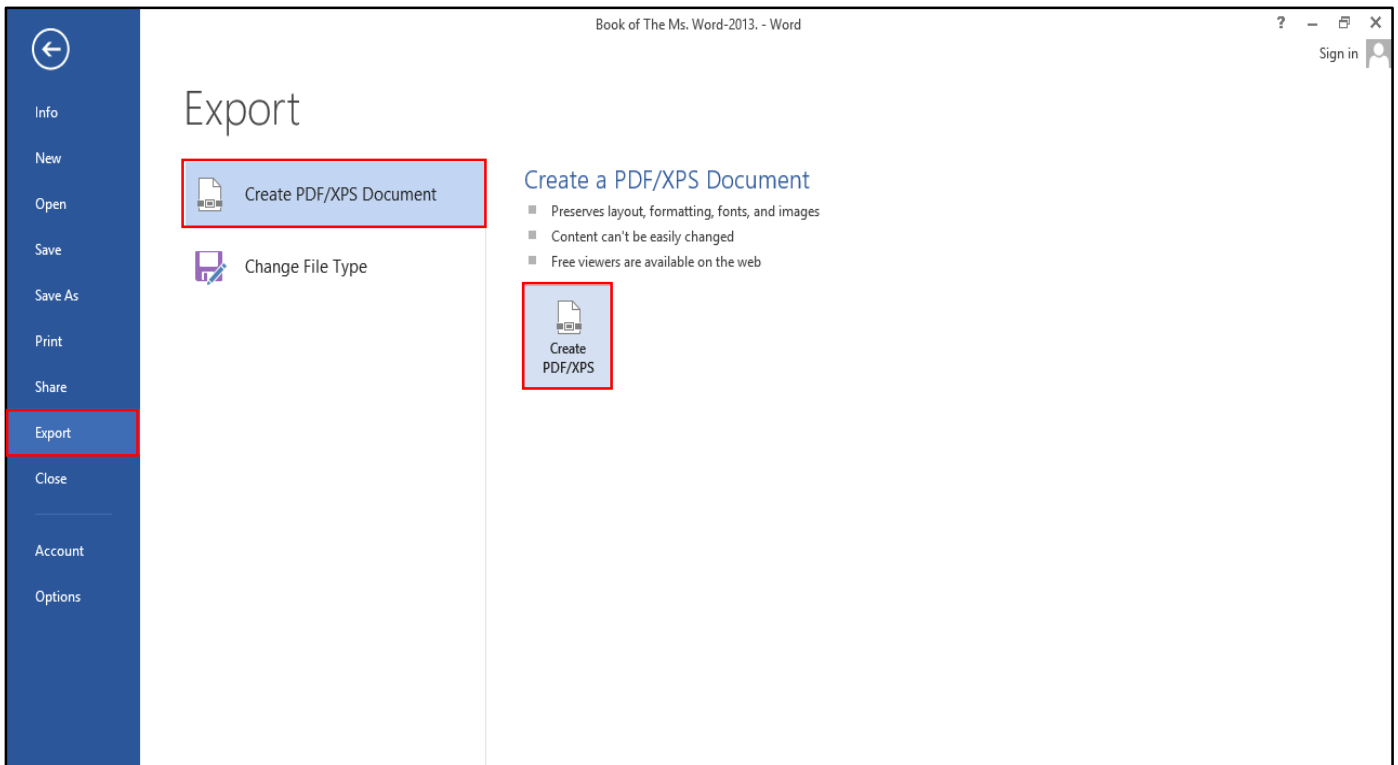 Book of The Ms. Word-2013. - Word
?
Sign in
Info
New
Open
Save
Save As
Print
Share
Export
Close
Account
Options
Export
Create PDF/XPS Document
Change File Type
Create a PDF/XPS Document
Preserves layout, formatting, fonts, and images
Content can't be easily changed
Free viewers are available on the web
Create
PDF/XPS